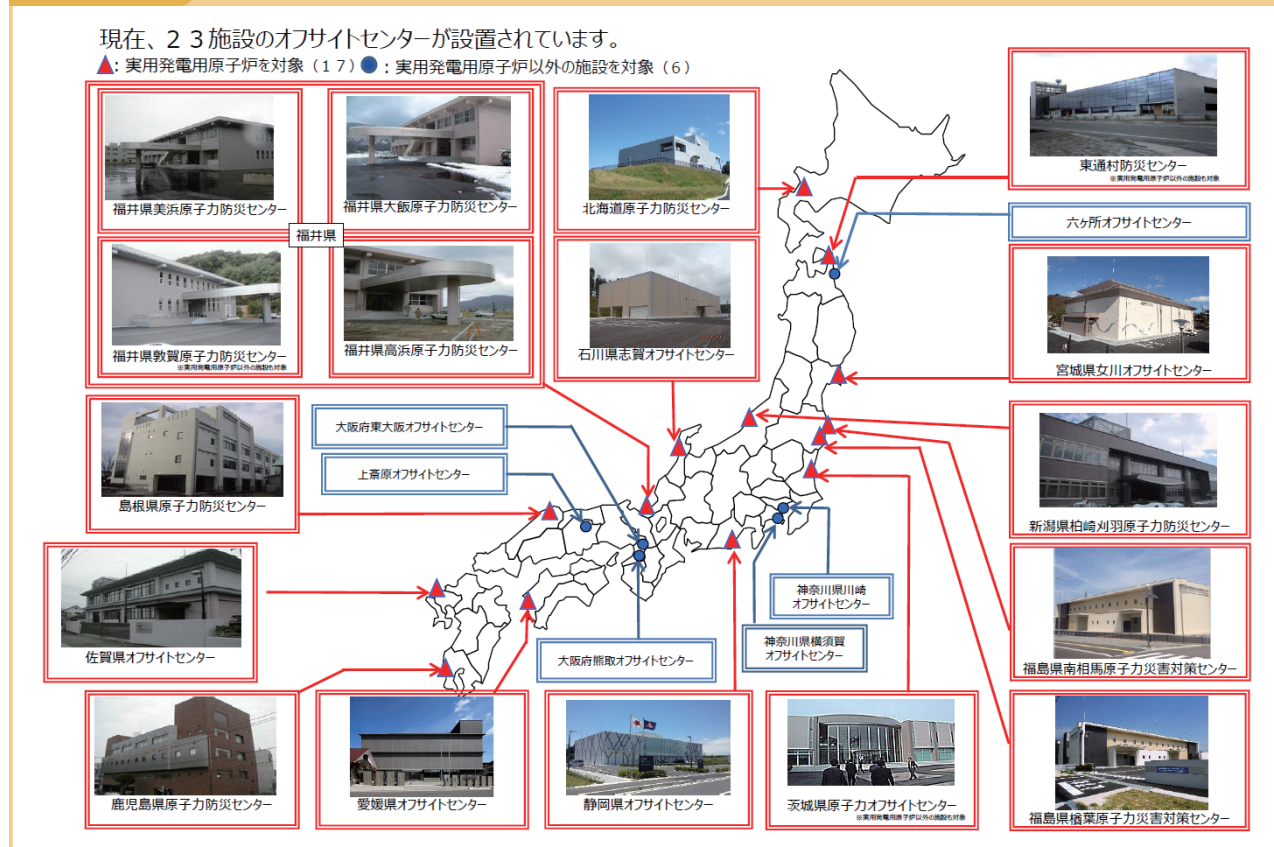 現在、２３施設のオフサイトセンターが設置されています。
▲：実用発電用原子炉を対象（１７）●：実用発電用原子炉以外の施設を対象（６）
福井県美浜原子力防災センター
福井県大飯原子力防災センター
福井県
福井県敦賀原子力防災センター
※実用発電用原子炉以外の施設も対象
福井県高浜原子力防災センター
北海道原子力防災センター
石川県志賀オフサイトセンター
東通村防災センター
※実用発電用原子炉以外の施設も対象
六ヶ所オフサイトセンター
宮城県女川オフサイトセンター
新潟県柏崎刈羽原子力防災センター
福島県南相馬原子力災害対策センター
福島県楢葉原子力災害対策センター
大阪府東大阪オフサイトセンター
上斎原オフサイトセンター
島根県原子力防災センター
佐賀県オフサイトセンター
大阪府熊取オフサイトセンター
神奈川県川崎
オフサイトセンター
神奈川県横須賀
オフサイトセンター
鹿児島県原子力防災センター
愛媛県オフサイトセンター
静岡県オフサイトセンター
茨城県原子力オフサイトセンター
※実用発電用原子炉以外の施設も対象